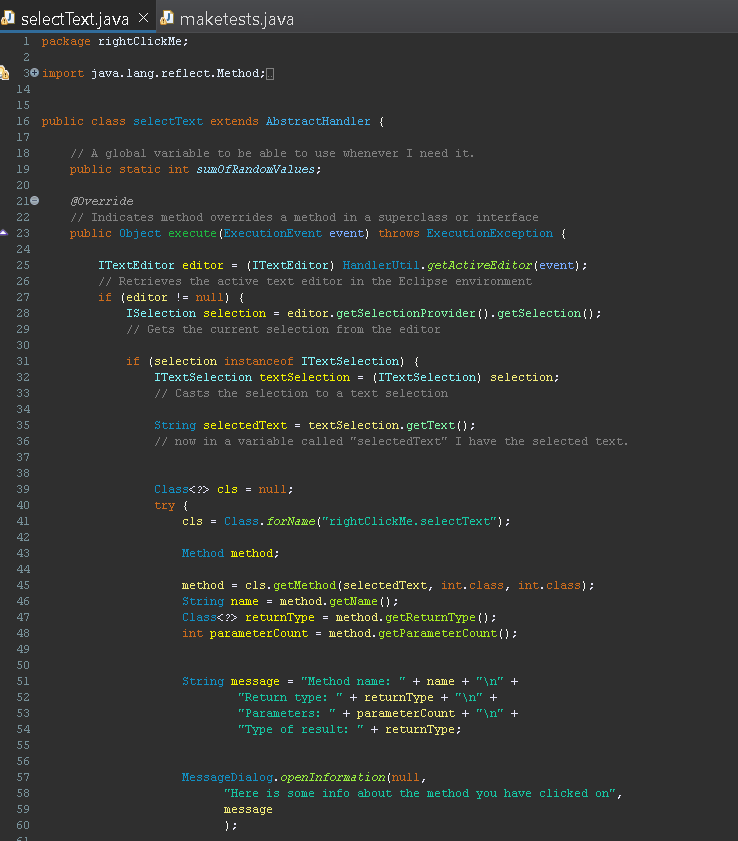 selectText.java
maketests.java
1 package rightClickMe;
2
3 import java.lang.reflect.Method;
14
15
16 public class selectText extends AbstractHandler {
17
18 // A global variable to be able to use whenever I need it.
19 public static int sumOfRandomValues;
20
21 @Override
22 // Indicates method overrides a method in a superclass or interface
23 public Object execute(ExecutionEvent event) throws ExecutionException {
24
25 ITextEditor editor = (ITextEditor) HandlerUtil.getActiveEditor(event);
26 // Retrieves the active text editor in the Eclipse environment
27 if (editor != null) {
28 ISelection selection = editor.getSelectionProvider().getSelection();
29 // Gets the current selection from the editor
30
31 if (selection instanceof ITextSelection) {
32 ITextSelection textSelection = (ITextSelection) selection;
33 // Casts the selection to a text selection
34
35 String selectedText = textSelection.getText();
36 // now in a variable called "selectedText" I have the selected text.
37
38
39 Class<?> cls = null;
40 try {
41 cls = Class.forName("rightClickMe.selectText");
42
43 Method method;
44
45 method = cls.getMethod(selectedText, int.class, int.class);
46 String name = method.getName();
47 Class<?> returnType = method.getReturnType();
48 int parameterCount = method.getParameterCount();
49
50
51 String message = "Method name: " + name + "\n" +
52 "Return type: " + returnType + "\n" +
53 "Parameters: " + parameterCount + "\n" +
54 "Type of result: " + returnType;
55
56
57 MessageDialog.openInformation(null,
58 "Here is some info about the method you have clicked on",
59 message
60 );